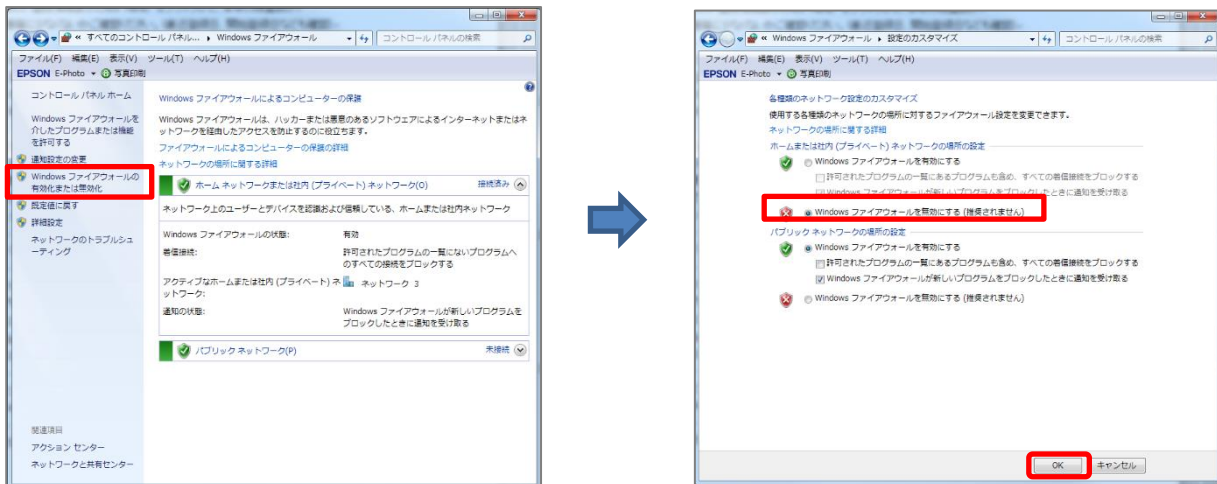 « すべてのコントロール パネル... ▸ Windows ファイアウォール
コントロール パネルの検索
ファイル(F) 編集(E) 表示(V) ツール(T) ヘルプ(H)
EPSON E-Photo 写真印刷
コントロール パネル ホーム
Windows ファイアウォールを
介したプログラムまたは機能
を許可する
通知設定の変更
Windows ファイアウォールの
有効化または無効化
既定値に戻す
詳細設定
ネットワークのトラブルシュ
ーティング
関連項目
アクション センター
ネットワークと共有センター
Windows ファイアウォールによるコンピューターの保護
Windows ファイアウォールは、ハッカーまたは悪意のあるソフトウェアによるインターネットまたはネ
ットワークを経由したアクセスを防止するのに役立ちます。
ファイアウォールによるコンピューターの保護の詳細
ネットワークの場所に関する詳細
ホーム ネットワークまたは社内 (プライベート) ネットワーク(O) 接続済み
ネットワーク上のユーザーとデバイスを認識および信頼している、ホームまたは社内ネットワーク
Windows ファイアウォールの状態: 有効
着信接続: 許可されたプログラムの一覧にないプログラムへ
のすべての接続をブロックする
アクティブなホームまたは社内 (プライベート) ネ ネットワーク 3
ットワーク:
通知の状態: Windows ファイアウォールが新しいプログラムを
ブロックしたときに通知を受け取る
パブリック ネットワーク(P) 未接続
« Windows ファイアウォール ▸ 設定のカスタマイズ
コントロール パネルの検索
ファイル(F) 編集(E) 表示(V) ツール(T) ヘルプ(H)
EPSON E-Photo 写真印刷
各種類のネットワーク設定のカスタマイズ
使用する各種類のネットワークの場所に対するファイアウォール設定を変更できます。
ネットワークの場所に関する詳細
ホームまたは社内 (プライベート) ネットワークの場所の設定
Windows ファイアウォールを有効にする
許可されたプログラムの一覧にあるプログラムも含め、すべての着信接続をブロックする
Windows ファイアウォールが新しいプログラムをブロックしたときに通知を受け取る
Windows ファイアウォールを無効にする (推奨されません)
パブリック ネットワークの場所の設定
Windows ファイアウォールを有効にする
許可されたプログラムの一覧にあるプログラムも含め、すべての着信接続をブロックする
Windows ファイアウォールが新しいプログラムをブロックしたときに通知を受け取る
Windows ファイアウォールを無効にする (推奨されません)
OK キャンセル